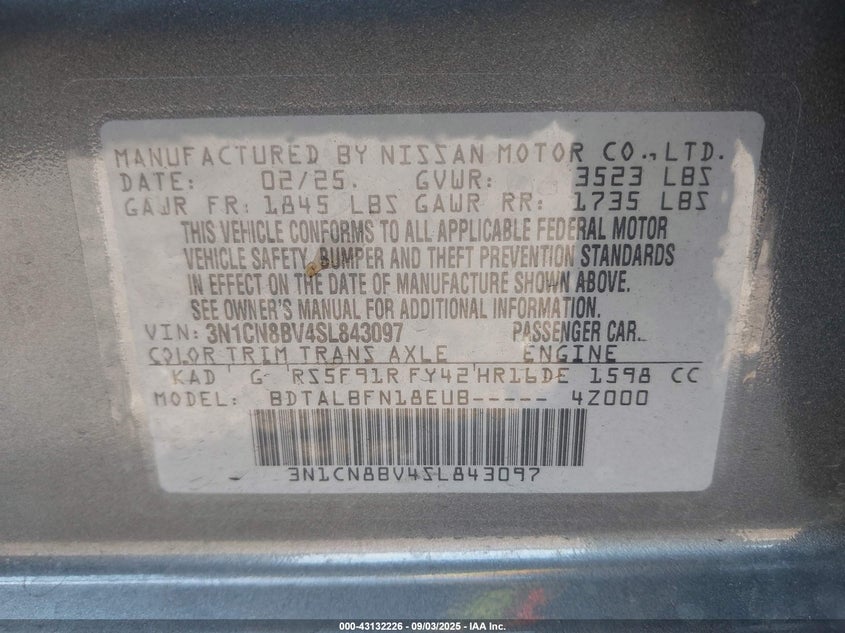 MANUFACTURED BY NISSAN MOTOR CO., LTD.
DATE: 02/25. GVWR: 3523 LBS
GAWR FR: 1845 LBS GAWR RR: 1735 LBS
THIS VEHICLE CONFORMS TO ALL APPLICABLE FEDERAL MOTOR
VEHICLE SAFETY, BUMPER AND THEFT PREVENTION STANDARDS
IN EFFECT ON THE DATE OF MANUFACTURE SHOWN ABOVE.
SEE OWNER'S MANUAL FOR ADDITIONAL INFORMATION.
VIN: 3N1CN8BV4SL843097 PASSENGER CAR.
COLOR TRIM TRANS AXLE ENGINE
KAD G RS5F91R FY42 HR16DE 1598 CC
MODEL: BDTALBFN18EUB----- 4Z000
3N1CN8BV4SL843097
000-43132226 - 09/03/2025 - IAA Inc.